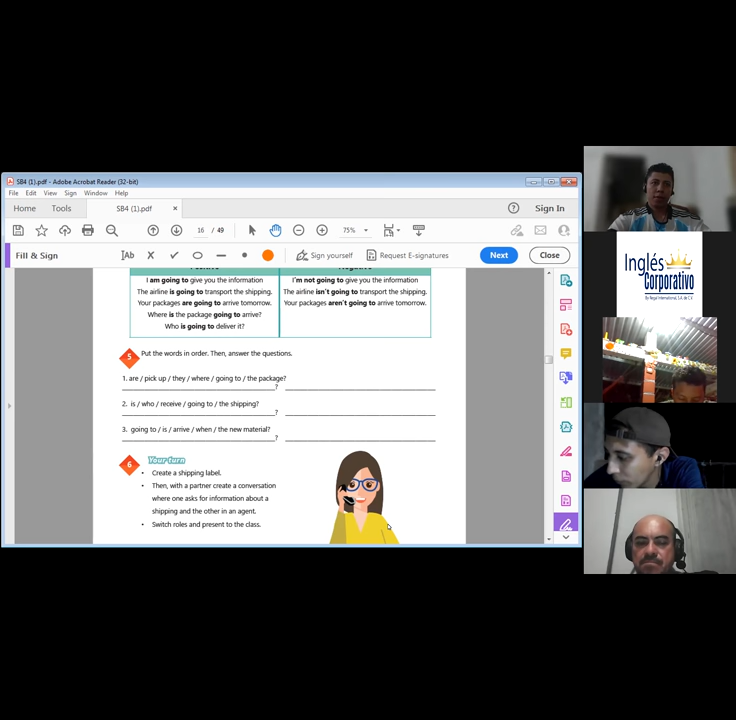 SB4 (1).pdf - Adobe Acrobat Reader (32-bit)
File Edit View Sign Window Help
Home Tools SB4 (1).pdf × Sign In
16 / 49 75%
Fill & Sign Ab Sign yourself Request E-signatures Next Close
Positive Negative
I am going to give you the information I'm not going to give you the information
The airline is going to transport the shipping. The airline isn't going to transport the shipping.
Your packages are going to arrive tomorrow. Your packages aren't going to arrive tomorrow.
Where is the package going to arrive?
Who is going to deliver it?
5 Put the words in order. Then, answer the questions.
1. are / pick up / they / where / going to / the package?
?
2. is / who / receive / going to / the shipping?
?
3. going to / is / arrive / when / the new material?
?
6 Your turn
• Create a shipping label.
• Then, with a partner create a conversation
where one asks for information about a
shipping and the other in an agent.
• Switch roles and present to the class.
Inglés
Corporativo
By Regal International, S.A. de C.V.